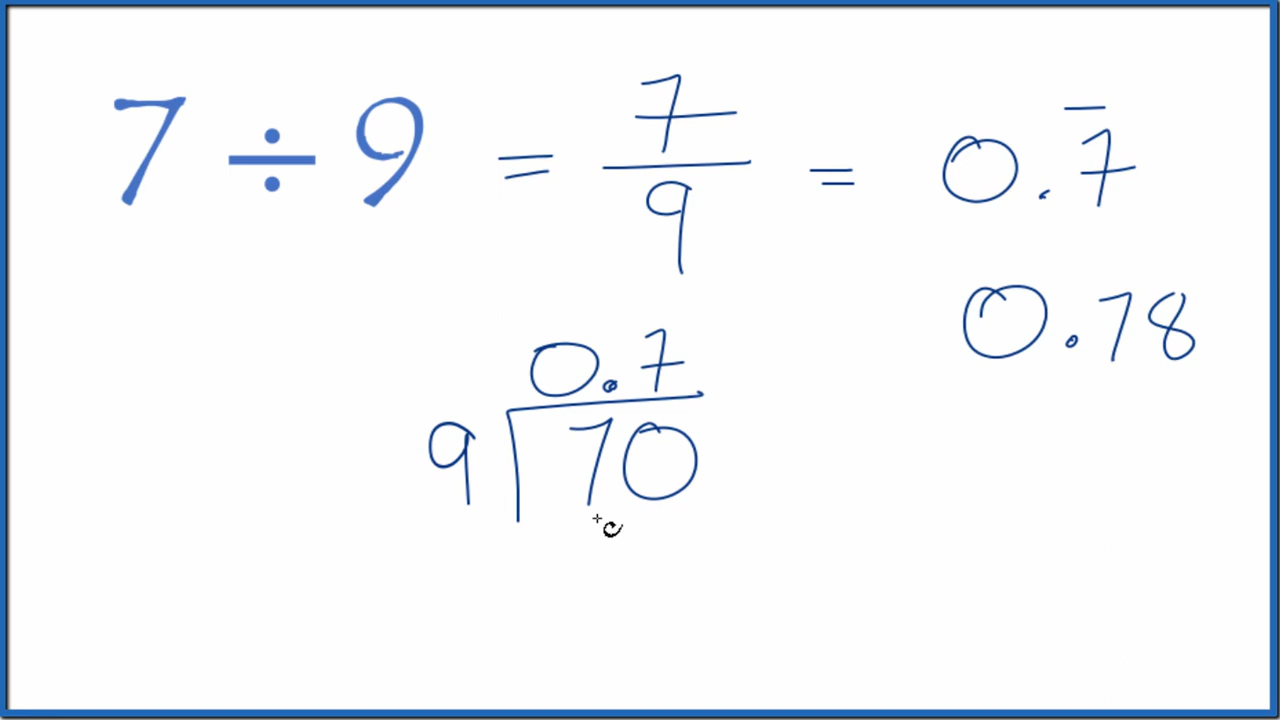 7 ÷ 9 = 7/9 = 0.7̅
0.78
0.7
9 70